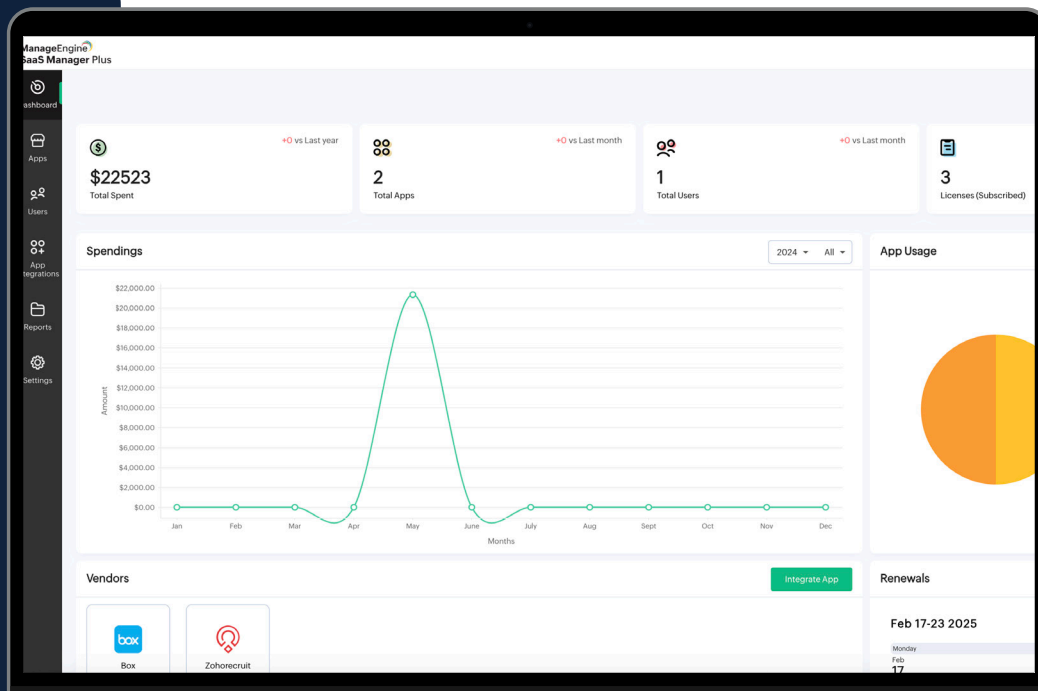 ManageEngine
SaaS Manager Plus
Dashboard
Apps
Users
App
Integrations
Reports
Settings
$
+0 vs Last year
$22523
Total Spent
+0 vs Last month
2
Total Apps
+0 vs Last month
1
Total Users
3
Licenses (Subscribed)
Spendings
2024
All
$22,000.00
$20,000.00
$18,000.00
$16,000.00
$14,000.00
$12,000.00
$10,000.00
$8,000.00
$6,000.00
$4,000.00
$2,000.00
$0.00
Amount
Jan Feb Mar Apr May June July Aug Sept Oct Nov Dec
Months
App Usage
Vendors
Integrate App
box
Box
Zohorecruit
Renewals
Feb 17-23 2025
Monday
Feb
17